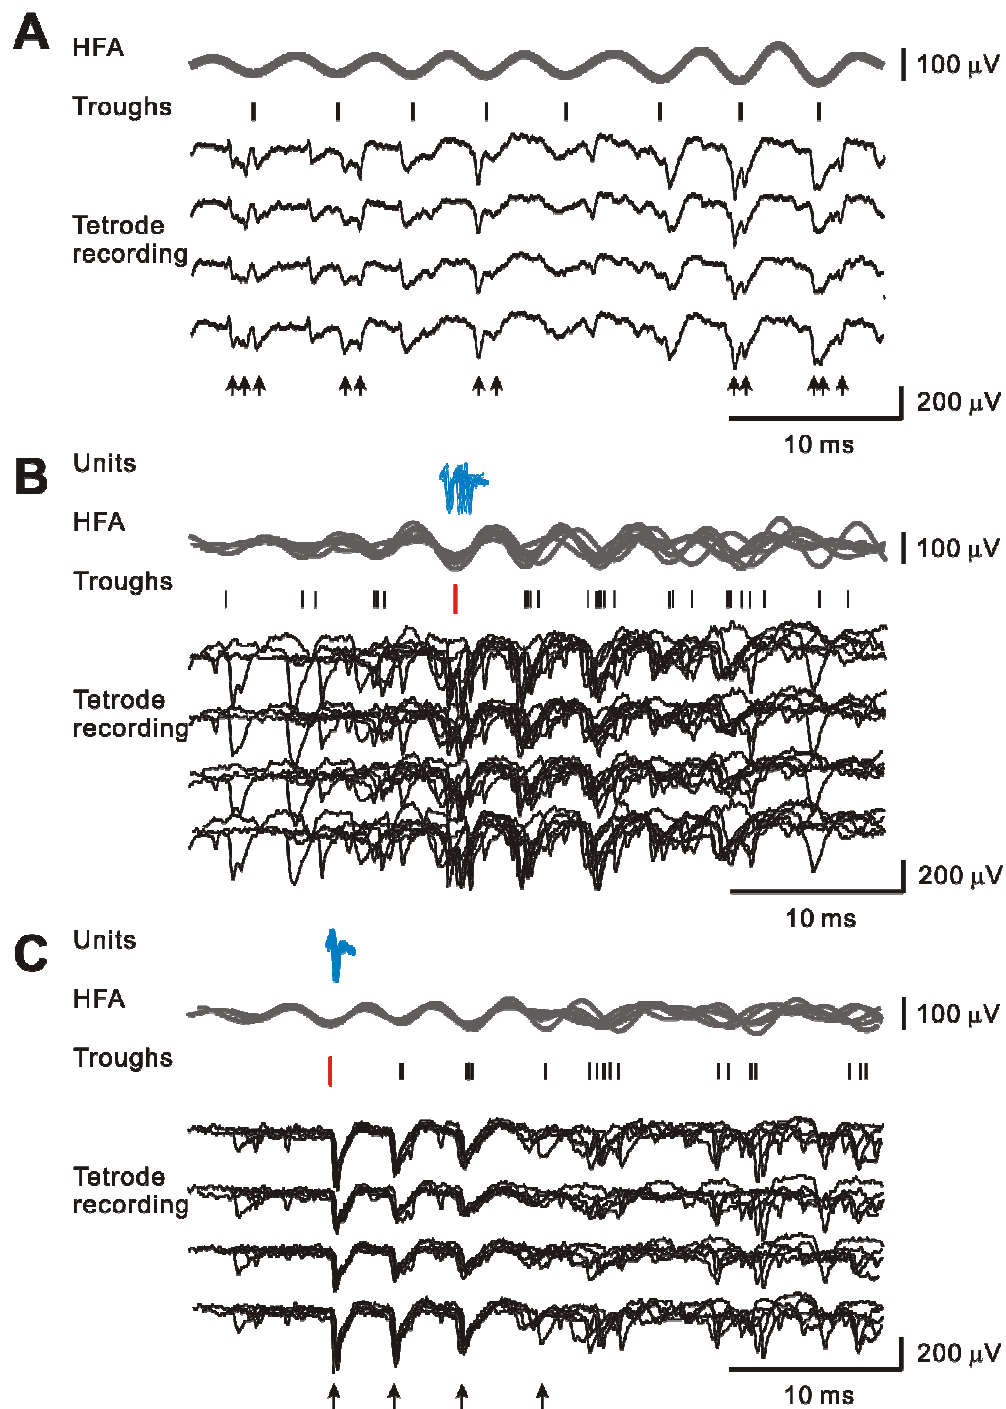 A
HFA
100 µV
Troughs
Tetrode
recording
200 µV
10 ms
B
Units
HFA
100 µV
Troughs
Tetrode
recording
200 µV
10 ms
C
Units
HFA
100 µV
Troughs
Tetrode
recording
200 µV
10 ms